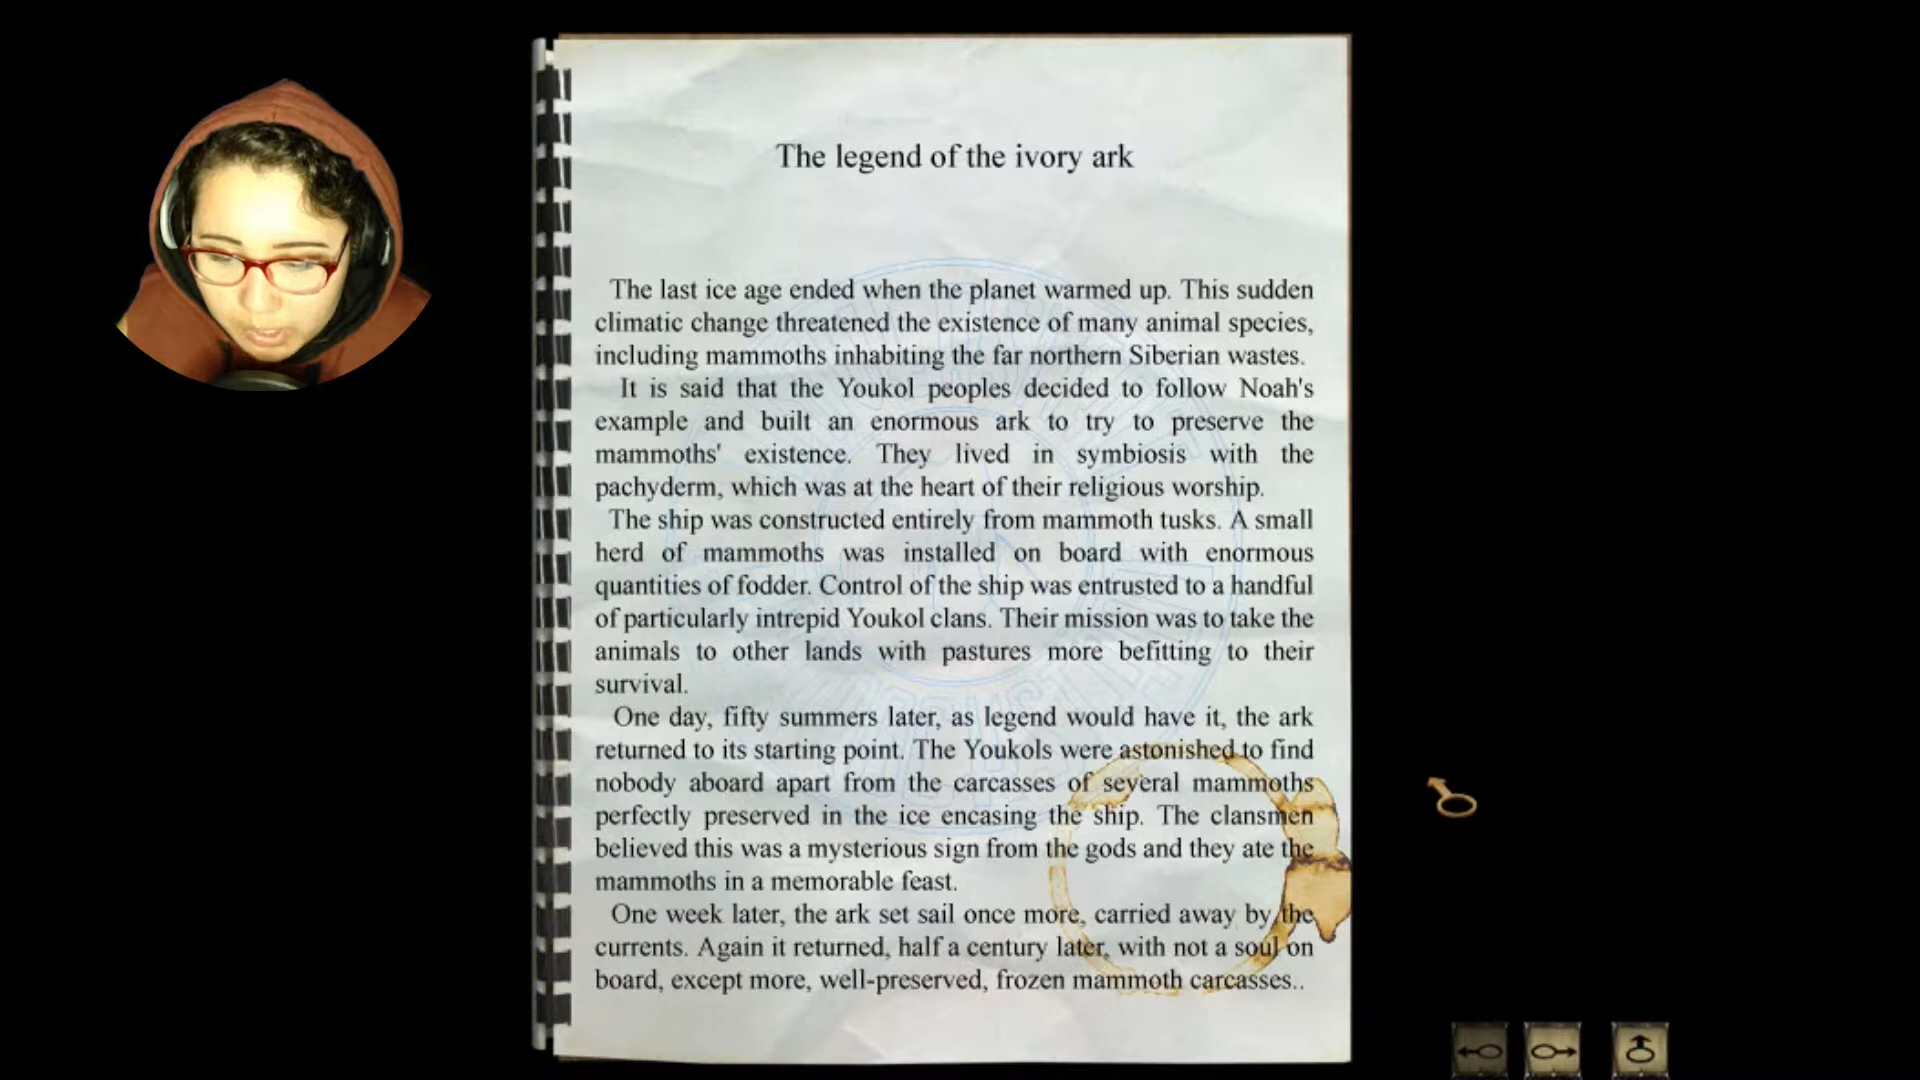 The legend of the ivory ark
The last ice age ended when the planet warmed up. This sudden
climatic change threatened the existence of many animal species,
including mammoths inhabiting the far northern Siberian wastes.
It is said that the Youkol peoples decided to follow Noah's
example and built an enormous ark to try to preserve the
mammoths' existence. They lived in symbiosis with the
pachyderm, which was at the heart of their religious worship.
The ship was constructed entirely from mammoth tusks. A small
herd of mammoths was installed on board with enormous
quantities of fodder. Control of the ship was entrusted to a handful
of particularly intrepid Youkol clans. Their mission was to take the
animals to other lands with pastures more befitting to their
survival.
One day, fifty summers later, as legend would have it, the ark
returned to its starting point. The Youkols were astonished to find
nobody aboard apart from the carcasses of several mammoths
perfectly preserved in the ice encasing the ship. The clansmen
believed this was a mysterious sign from the gods and they ate the
mammoths in a memorable feast.
One week later, the ark set sail once more, carried away by the
currents. Again it returned, half a century later, with not a soul on
board, except more, well-preserved, frozen mammoth carcasses..